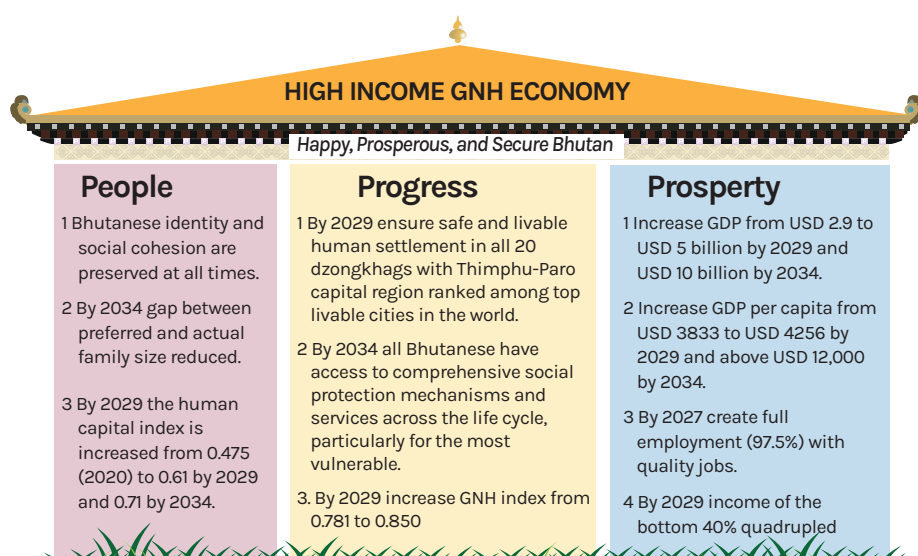 HIGH INCOME GNH ECONOMY
Happy, Prosperous, and Secure Bhutan
People
1 Bhutanese identity and
social cohesion are
preserved at all times.
2 By 2034 gap between
preferred and actual
family size reduced.
3 By 2029 the human
capital index is
increased from 0.475
(2020) to 0.61 by 2029
and 0.71 by 2034.
Progress
1 By 2029 ensure safe and livable
human settlement in all 20
dzongkhags with Thimphu-Paro
capital region ranked among top
livable cities in the world.
2 By 2034 all Bhutanese have
access to comprehensive social
protection mechanisms and
services across the life cycle,
particularly for the most
vulnerable.
3. By 2029 increase GNH index from
0.781 to 0.850
Prosperty
1 Increase GDP from USD 2.9 to
USD 5 billion by 2029 and
USD 10 billion by 2034.
2 Increase GDP per capita from
USD 3833 to USD 4256 by
2029 and above USD 12,000
by 2034.
3 By 2027 create full
employment (97.5%) with
quality jobs.
4 By 2029 income of the
bottom 40% quadrupled